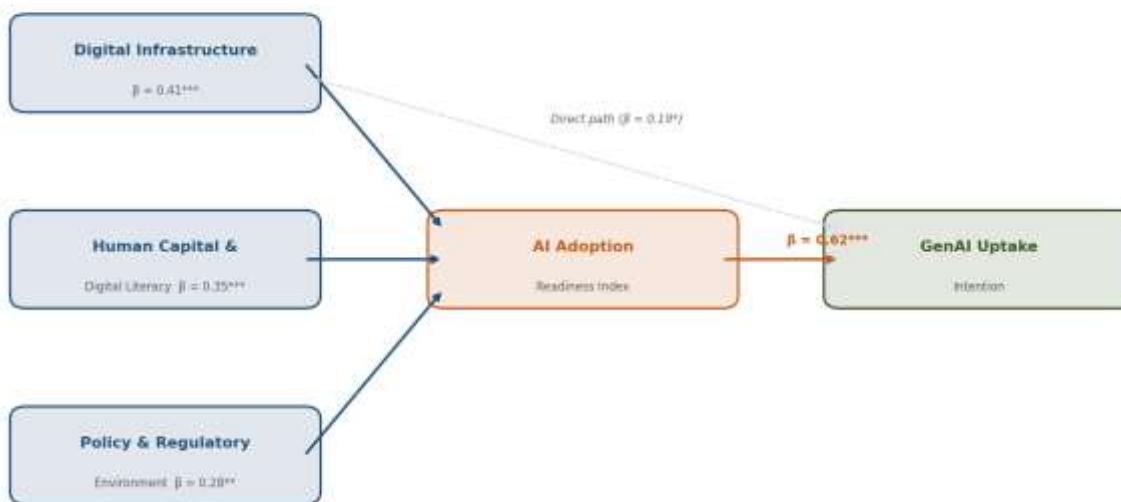 Digital Infrastructure
β = 0.41***
Direct path (β = 0.19*)
Human Capital &
Digital Literacy β = 0.35***
AI Adoption
Readiness Index
β = 0.62***
GenAI Uptake
Intention
Policy & Regulatory
Environment β = 0.28**